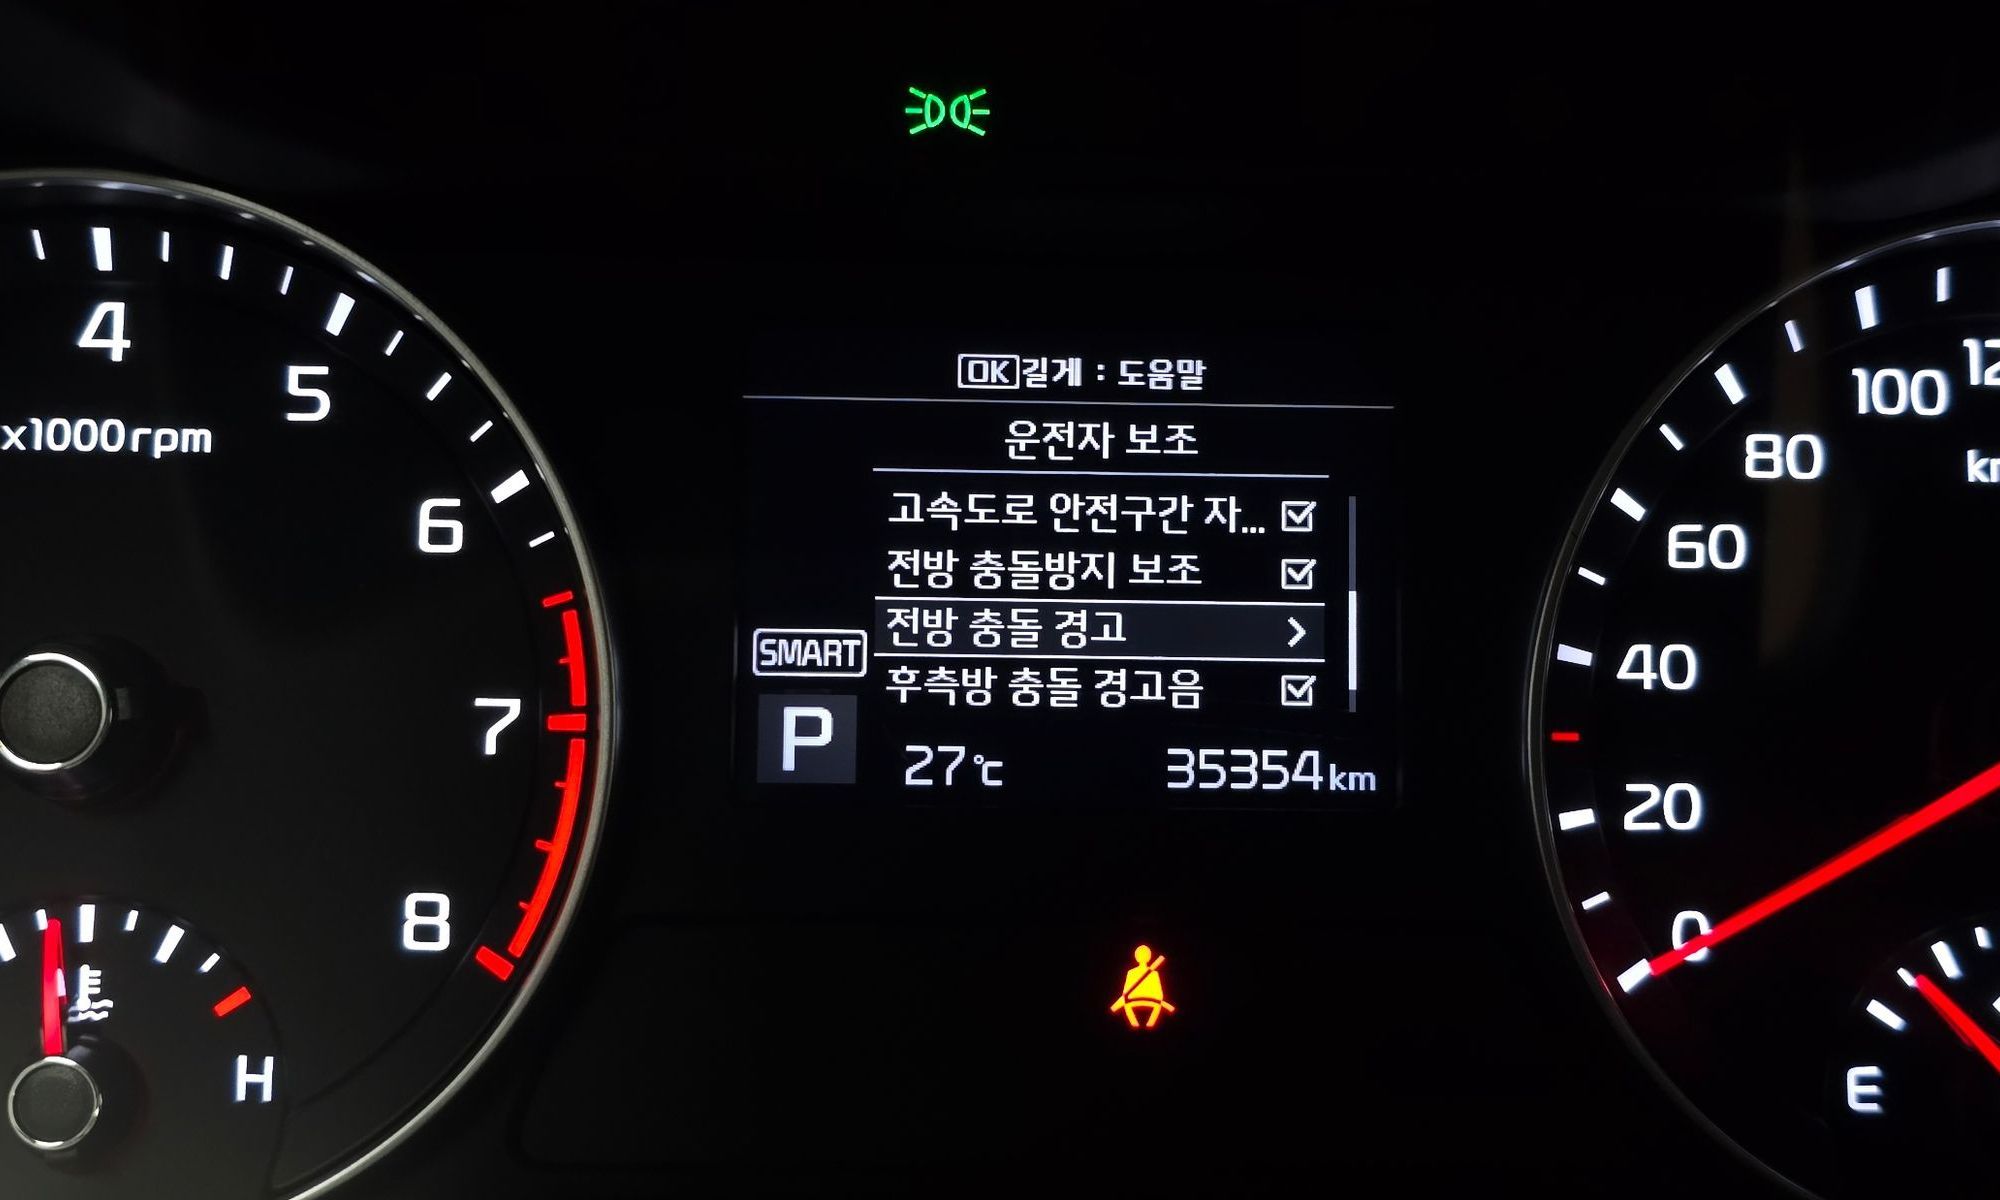 OK길게 : 도움말
운전자 보조
고속도로 안전구간 자...
전방 충돌방지 보조
전방 충돌 경고
후측방 충돌 경고음
SMART
P
27℃
35354km
4
5
6
7
8
x1000rpm
H
100
80
60
40
20
0
E